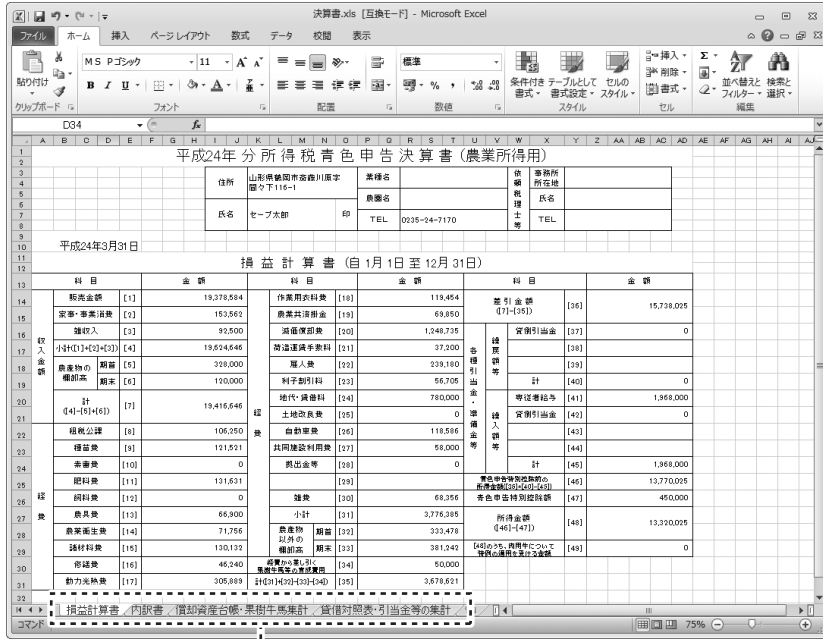 決算書.xls [互換モード] - Microsoft Excel
ファイル ホーム 挿入 ページ レイアウト 数式 データ 校閲 表示
貼り付け
MS Pゴシック 11
標準
条件付き書式 テーブルとして書式設定 セルのスタイル
挿入 削除 書式
並べ替えとフィルター 検索と選択
クリップボード フォント 配置 数値 スタイル セル 編集
D34 fx
A B C D E F G H I J K L M N O P Q R S T U V W X Y Z AA AB AC AD AE AF AG AH AI AJ
平成24年 分 所 得 税 青 色 申 告 決 算 書 (農業所得用)
住所 山形県鶴岡市斎藤川原字間々下116-1
氏名 セーブ太郎 印
業種名
農園名
TEL 0235-24-7170
依頼税理士等
事務所所在地
氏名
TEL
平成24年3月31日
損 益 計 算 書 (自 1月 1日 至 12月 31日)
科 目 金 額 科 目 金 額 科 目 金 額
収入金額
販売金額 [1] 19,378,584
家事・事業消費 [2] 153,562
雑収入 [3] 92,500
小計([1]+[2]+[3]) [4] 19,624,646
農産物の棚卸高 期首 [5] 328,000
期末 [6] 120,000
計([4]-[5]+[6]) [7] 19,416,646
経費
租税公課 [8] 106,250
種苗費 [9] 121,521
素畜費 [10] 0
肥料費 [11] 131,631
飼料費 [12] 0
農具費 [13] 66,900
農薬衛生費 [14] 71,756
諸材料費 [15] 130,132
修繕費 [16] 46,240
動力光熱費 [17] 305,889
経費
作業用衣料費 [18] 119,454
農業共済掛金 [19] 69,850
減価償却費 [20] 1,248,735
荷造運賃手数料 [21] 37,200
雇人費 [22] 239,180
利子割引料 [23] 56,705
地代・賃借料 [24] 780,000
土地改良費 [25] 0
自動車費 [26] 118,586
共同施設利用費 [27] 58,000
拠出金等 [28] 0
[29]
雑費 [30] 68,356
小計 [31] 3,776,385
農産物以外の棚卸高 期首 [32] 333,478
期末 [33] 381,242
経費から差し引く果樹牛馬等の育成費用 [34] 50,000
計([31]+[32]-[33]-[34]) [35] 3,678,621
差引金額([7]-[35]) [36] 15,738,025
各種引当金・準備金等
繰戻額等
貸倒引当金 [37] 0
[38]
[39]
計 [40] 0
繰入額等
専従者給与 [41] 1,968,000
貸倒引当金 [42] 0
[43]
[44]
計 [45] 1,968,000
青色申告特別控除前の所得金額([36]+[40]-[45]) [46] 13,770,025
青色申告特別控除額 [47] 450,000
所得金額([46]-[47]) [48] 13,320,025
[48]のうち、肉用牛について特例の適用を受ける金額 [49] 0
損益計算書 内訳書 償却資産台帳・果樹牛馬集計 貸借対照表・引当金等の集計
コマンド 75%